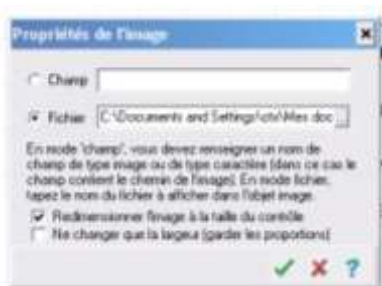 Propriétés de l'image
Champ
Fichier C:\Documents and Settings\ctx\Mes doc ...
En mode 'champ', vous devez renseigner un nom de
champ de type image ou de type caractère (dans ce cas le
champ contient le chemin de l'image). En mode fichier,
tapez le nom du fichier à afficher dans l'objet image.
Redimensionner l'image à la taille du contrôle
Ne changer que la largeur (garder les proportions)